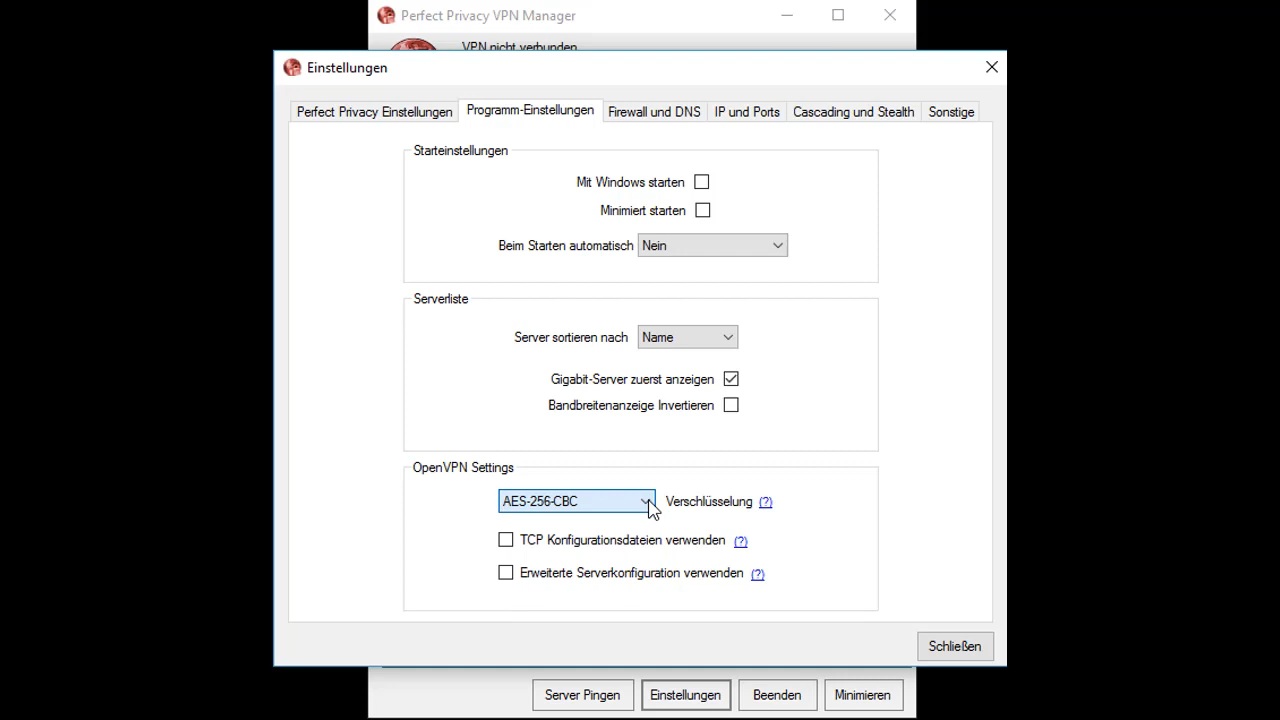 Perfect Privacy VPN Manager
VPN nicht verbunden
Einstellungen
Perfect Privacy Einstellungen
Programm-Einstellungen
Firewall und DNS
IP und Ports
Cascading und Stealth
Sonstige
Starteinstellungen
Mit Windows starten
Minimiert starten
Beim Starten automatisch Nein
Serverliste
Server sortieren nach Name
Gigabit-Server zuerst anzeigen
Bandbreitenanzeige Invertieren
OpenVPN Settings
AES-256-CBC Verschlüsselung (?)
TCP Konfigurationsdateien verwenden (?)
Erweiterte Serverkonfiguration verwenden (?)
Schließen
Server Pingen
Einstellungen
Beenden
Minimieren